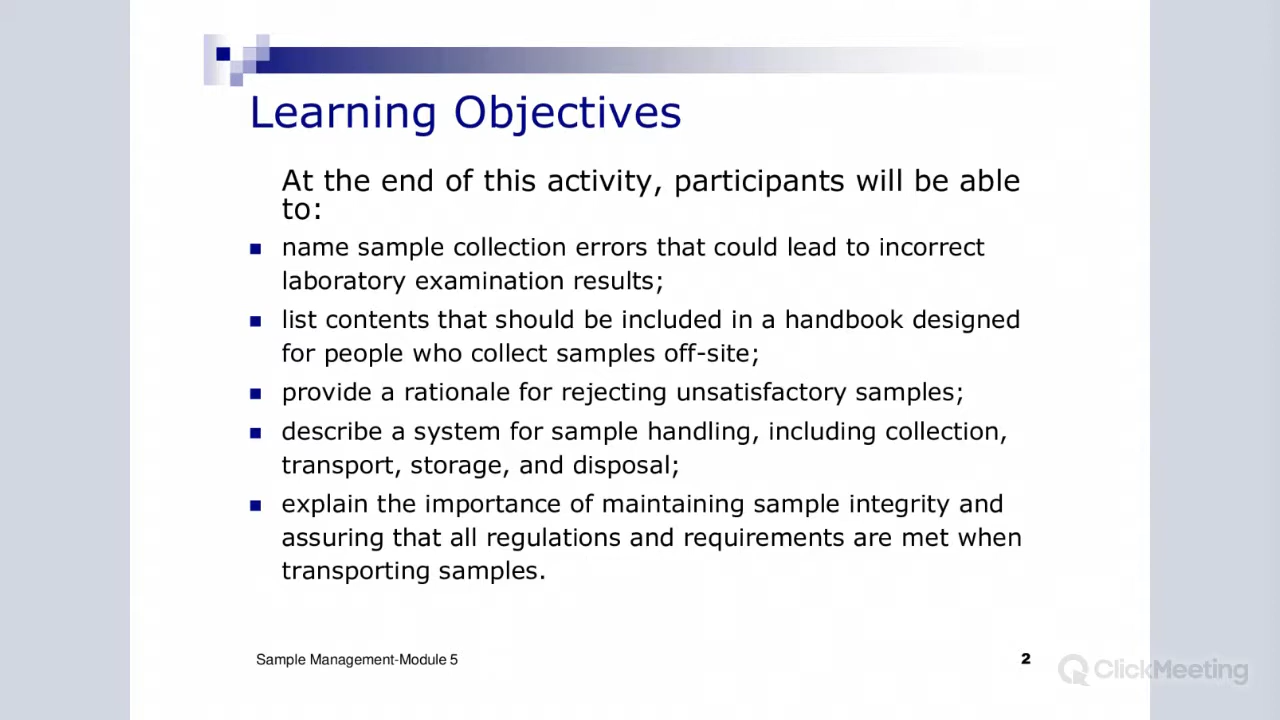 Learning Objectives
At the end of this activity, participants will be able
to:
name sample collection errors that could lead to incorrect
laboratory examination results;
list contents that should be included in a handbook designed
for people who collect samples off-site;
provide a rationale for rejecting unsatisfactory samples;
describe a system for sample handling, including collection,
transport, storage, and disposal;
explain the importance of maintaining sample integrity and
assuring that all regulations and requirements are met when
transporting samples.
Sample Management-Module 5
2
ClickMeeting